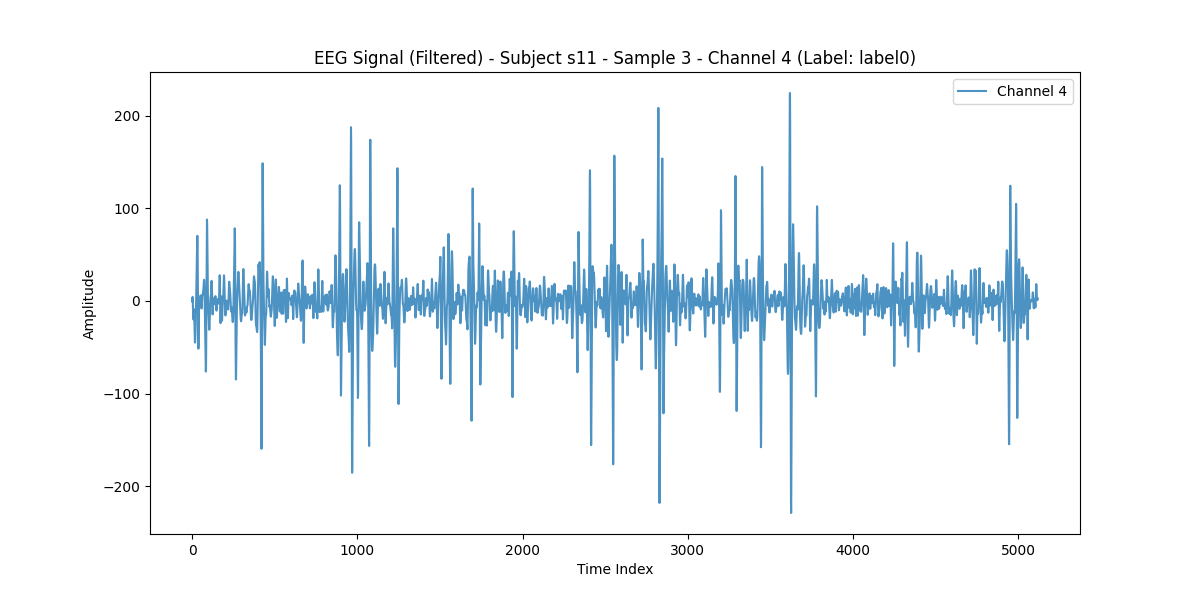 EEG Signal (Filtered) - Subject s11 - Sample 3 - Channel 4 (Label: label0)
Channel 4
200
100
0
−100
−200
Amplitude
0
1000
2000
3000
4000
5000
Time Index